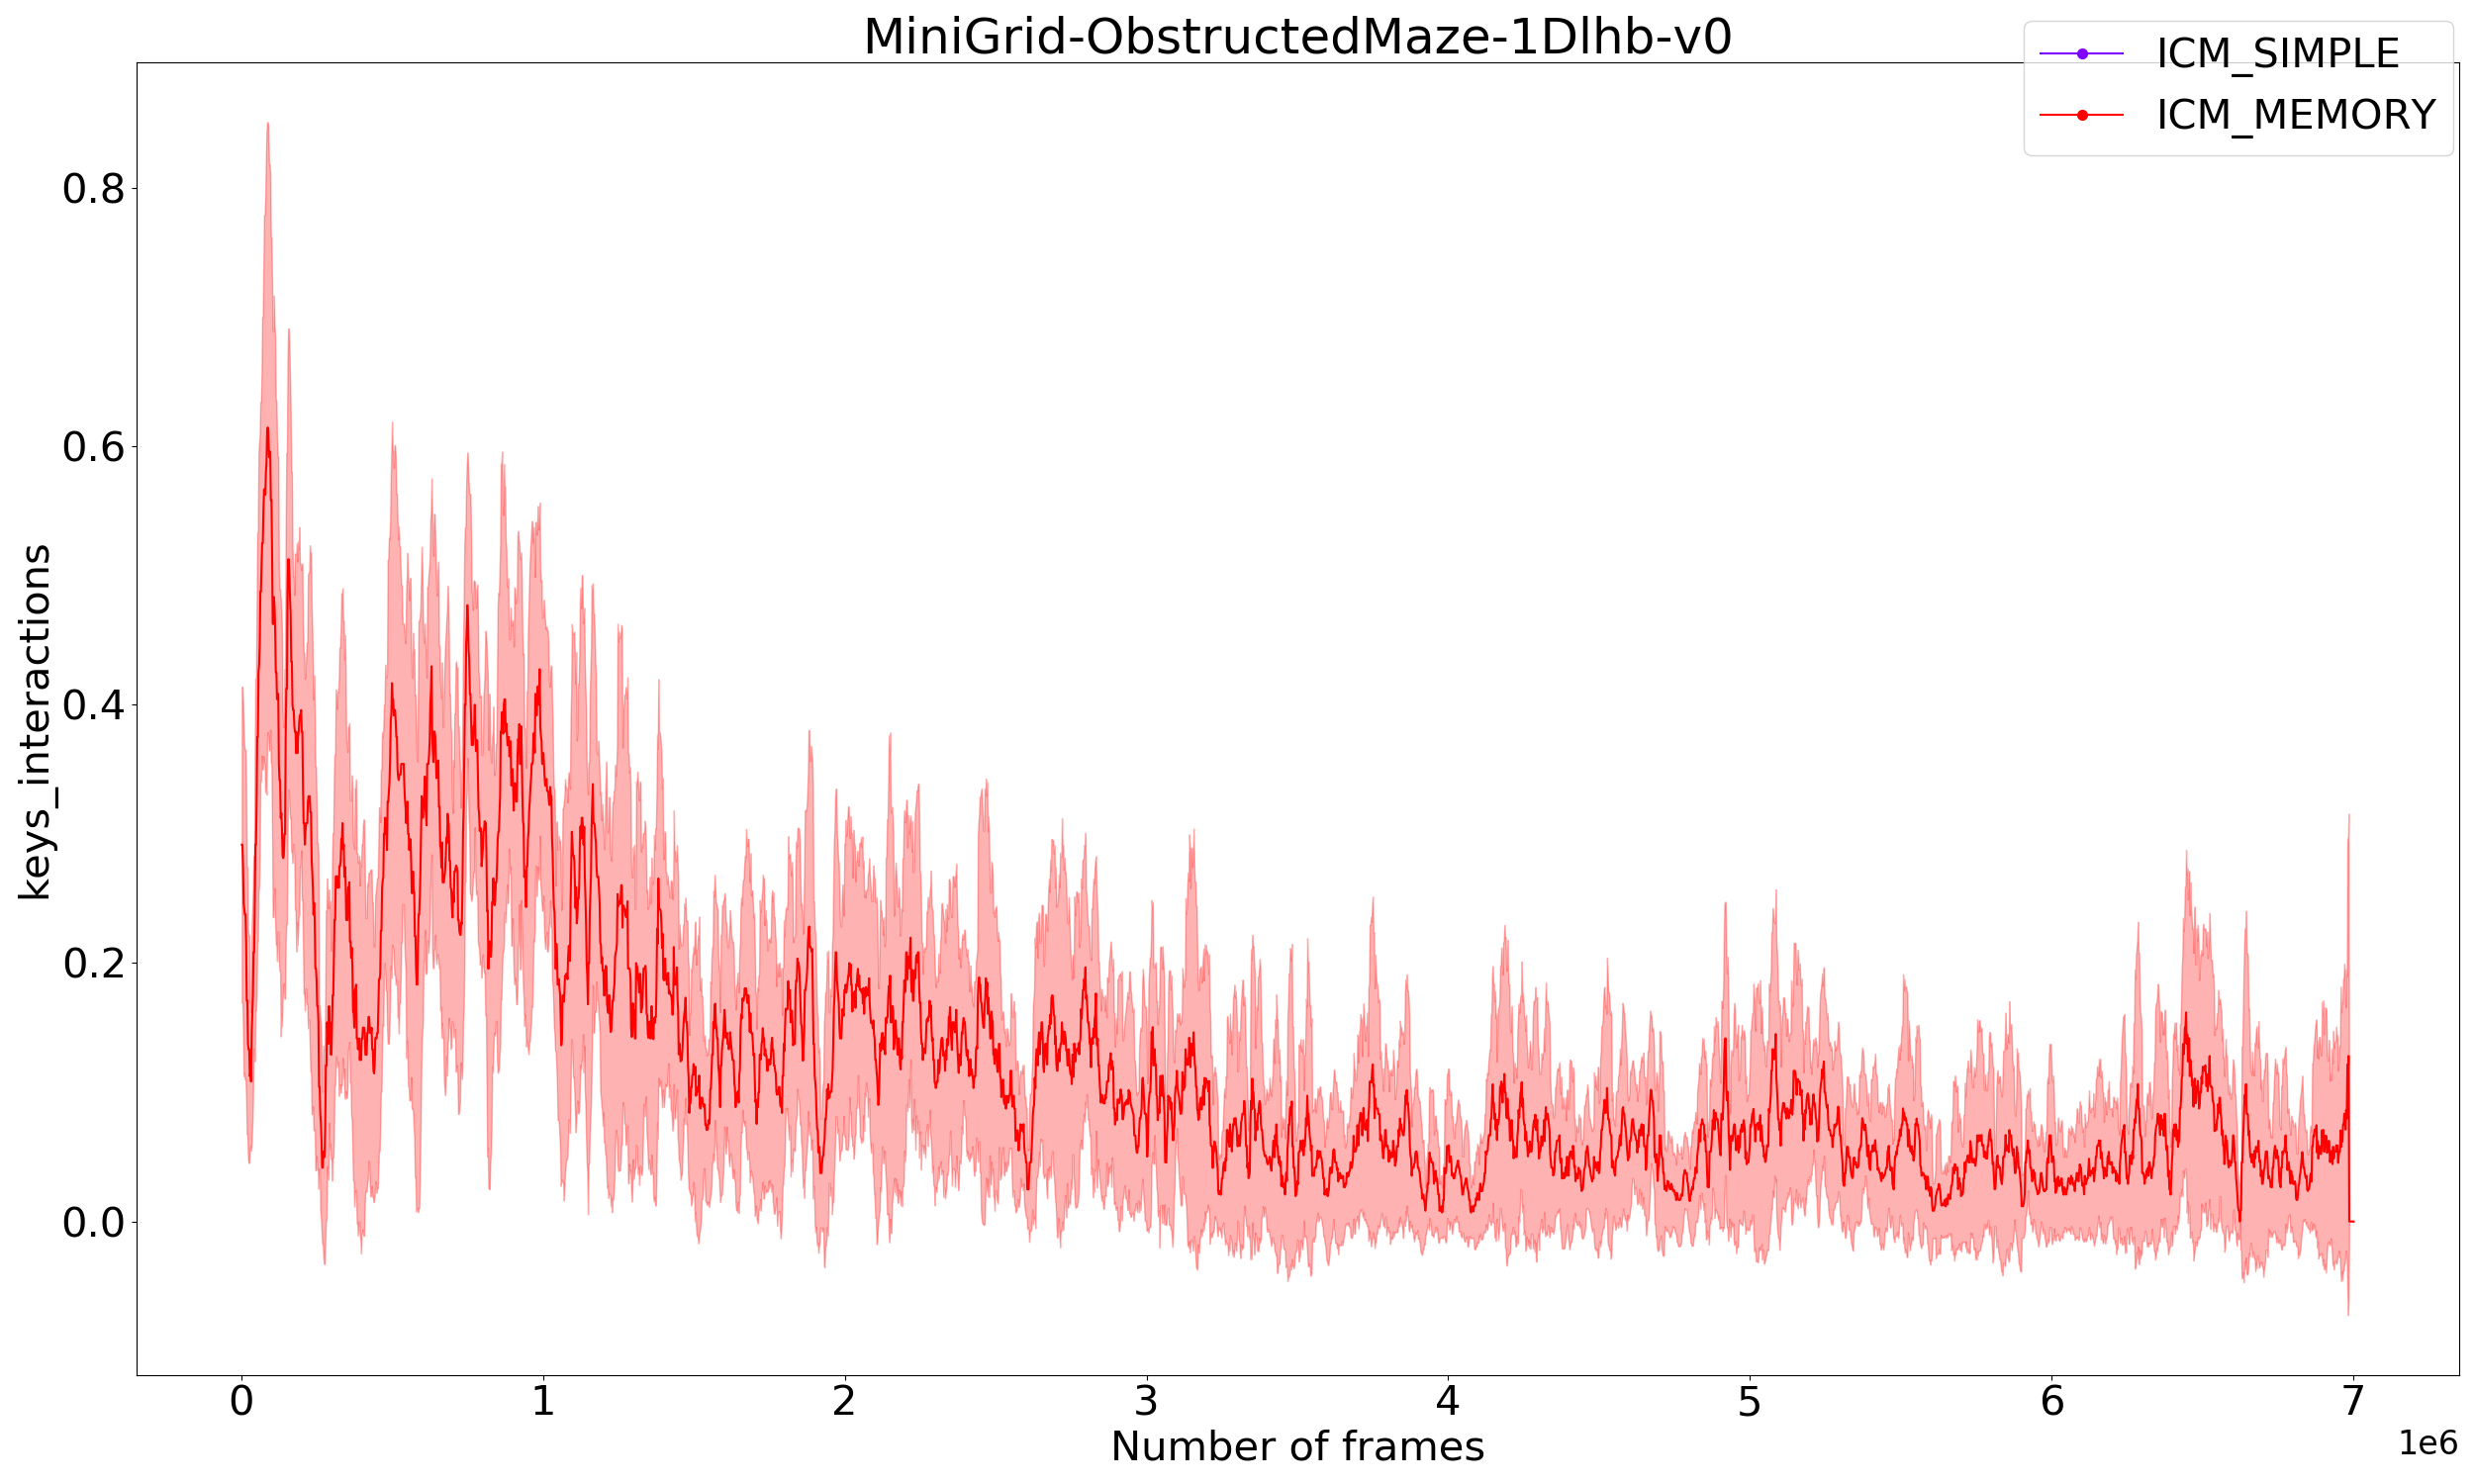 MiniGrid-ObstructedMaze-1Dlhb-v0
ICM_SIMPLE
ICM_MEMORY
keys_interactions
0.8
0.6
0.4
0.2
0.0
0 1 2 3 4 5 6 7
Number of frames
1e6